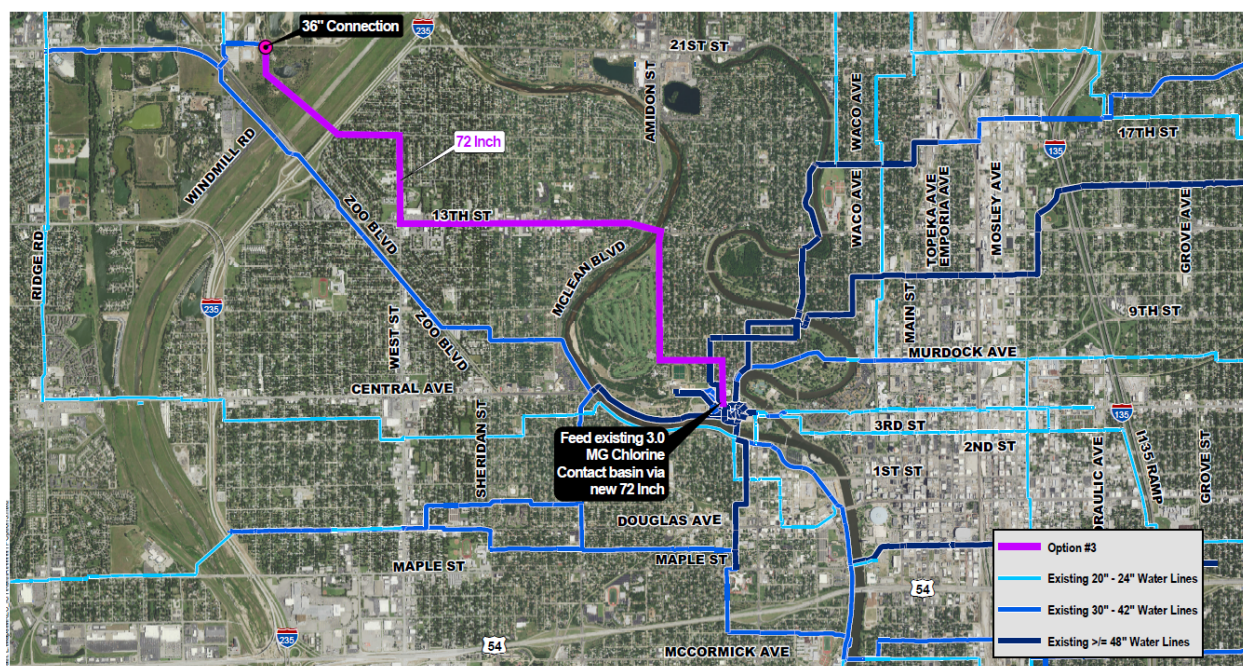 36" Connection
235
21ST ST
AMIDON ST
WACO AVE
17TH ST
72 Inch
WINDMILL RD
135
ZOO BLVD
13TH ST
WACO AVE
TOPEKA AVE
EMPORIA AVE
MOSLEY AVE
GROVE AVE
RIDGE RD
MCLEAN BLVD
235
9TH ST
WEST ST
ZOO BLVD
MAIN ST
MURDOCK AVE
CENTRAL AVE
135
3RD ST
2ND ST
Feed existing 3.0
MG Chlorine
Contact basin via
new 72 Inch
SHERIDAN ST
1ST ST
I135 RAMP
GROVE ST
DRAULIC AVE
DOUGLAS AVE
MAPLE ST
MAPLE ST
54
235
54
MCCORMICK AVE
Option #3
Existing 20" - 24" Water Lines
Existing 30" - 42" Water Lines
Existing >/= 48" Water Lines